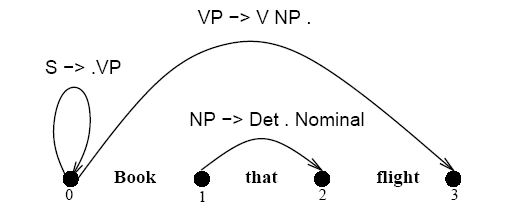 VP −> V NP .
S −> .VP
NP −> Det . Nominal
Book that flight
0 1 2 3